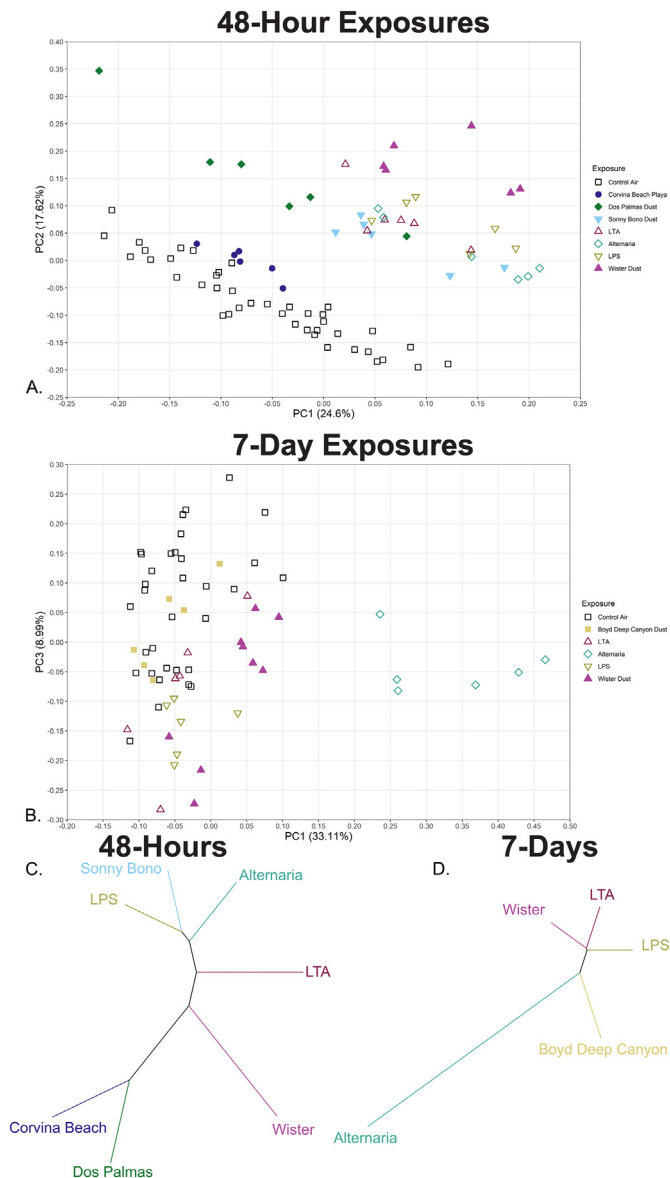 48-Hour Exposures
0.40
0.35
0.30
0.25
0.20
0.15
0.10
0.05
0.00
-0.05
-0.10
-0.15
-0.20
-0.25
PC2 (17.62%)
-0.25 -0.20 -0.15 -0.10 -0.05 0.00 0.05 0.10 0.15 0.20 0.25
PC1 (24.6%)
Exposure
Control Air
Corvina Beach Playa
Dos Palmas Dust
Sonny Bono Dust
LTA
Alternaria
LPS
Wister Dust
A.
7-Day Exposures
0.30
0.25
0.20
0.15
0.10
0.05
0.00
-0.05
-0.10
-0.15
-0.20
-0.25
-0.30
PC3 (8.99%)
-0.20 -0.15 -0.10 -0.05 0.00 0.05 0.10 0.15 0.20 0.25 0.30 0.35 0.40 0.45 0.50
PC1 (33.11%)
Exposure
Control Air
Boyd Deep Canyon Dust
LTA
Alternaria
LPS
Wister Dust
B.
48-Hours
C.
Sonny Bono
LPS
Alternaria
LTA
Corvina Beach
Wister
Dos Palmas
7-Days
D.
LTA
Wister
LPS
Boyd Deep Canyon
Alternaria